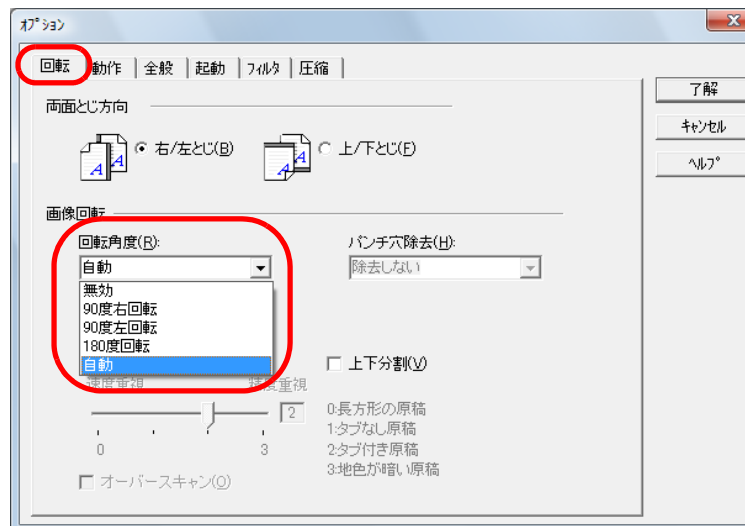 オプション
回転 動作 全般 起動 フィルタ 圧縮
了解
キャンセル
ヘルプ
両面とじ方向
右/左とじ(B) 上/下とじ(F)
画像回転
回転角度(R): パンチ穴除去(H):
自動 除去しない
無効
90度右回転
90度左回転
180度回転
自動
上下分割(V)
速度重視 精度重視
2
0 3
0:長方形の原稿
1:タブなし原稿
2:タブ付き原稿
3:地色が暗い原稿
オーバースキャン(O)